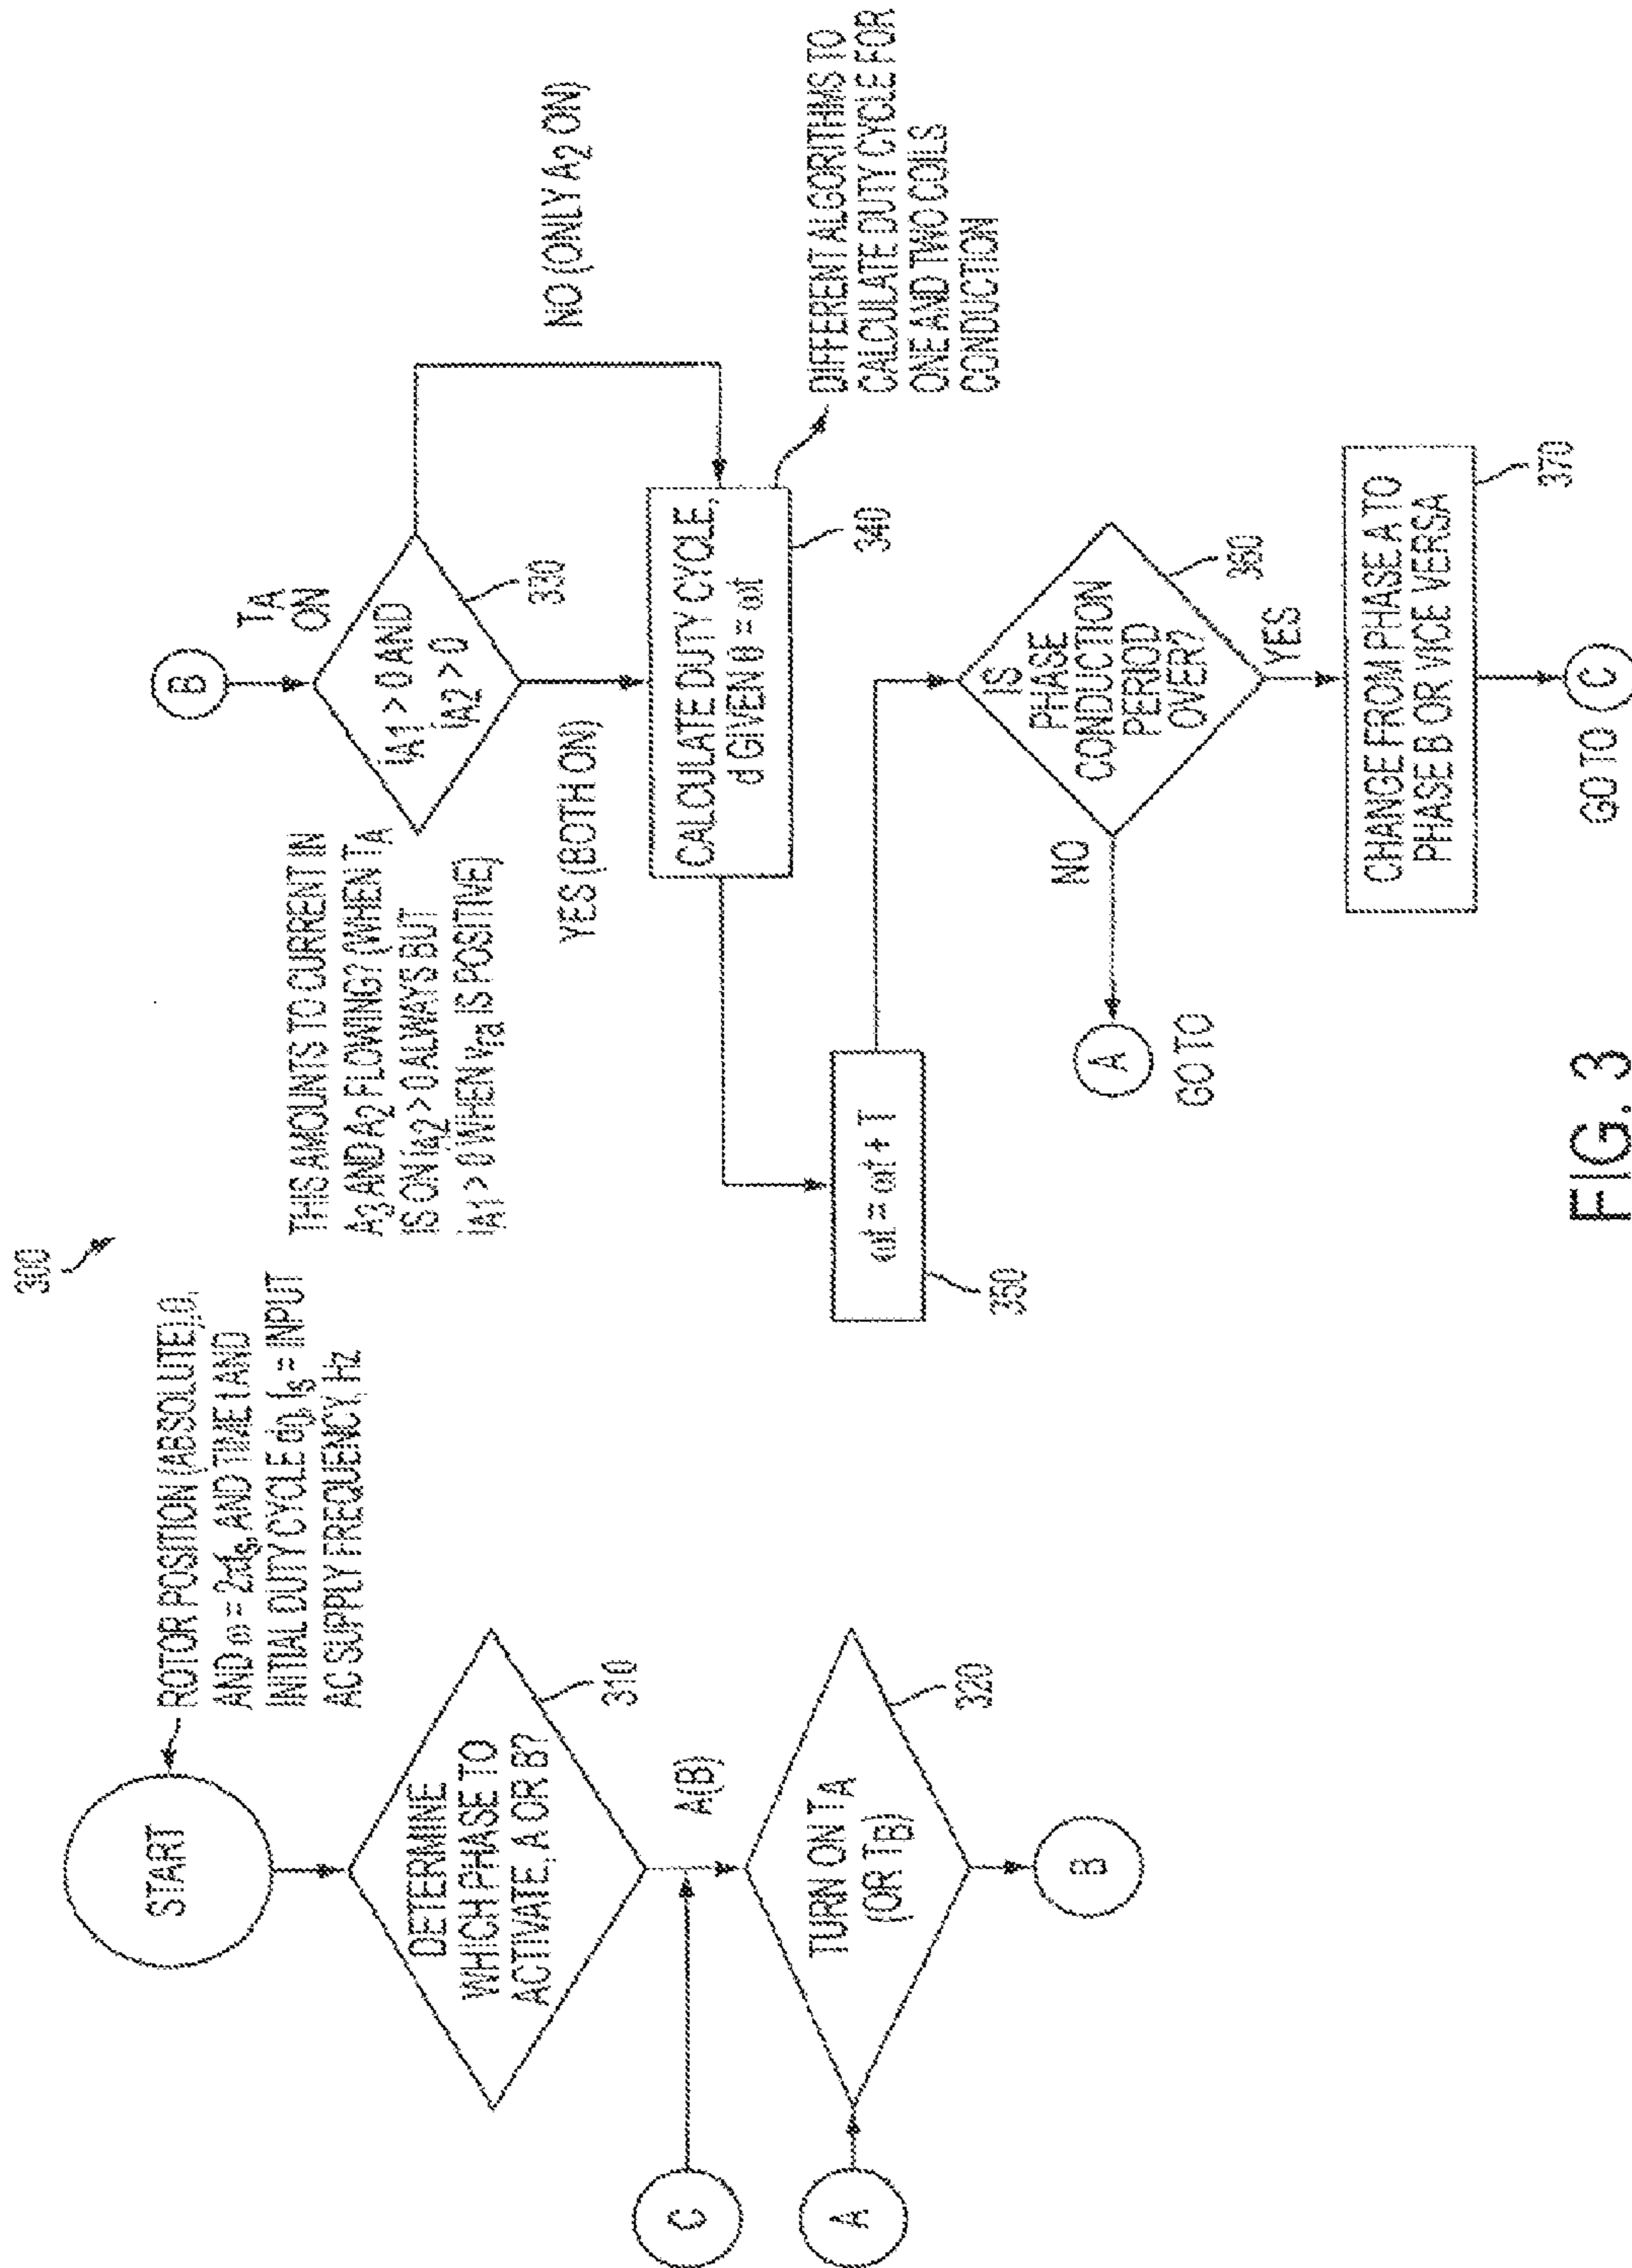 300
START
ROTOR POSITION (ABSOLUTE), θ,
AND ω = 2πfs, AND TIME t AND
INITIAL DUTY CYCLE d0, fs = INPUT
AC SUPPLY FREQUENCY, Hz
DETERMINE
WHICH PHASE TO
ACTIVATE, A OR B?
310
C
A(B)
A
TURN ON TA
(OR TB)
320
B
B
TA
ON
iA1 > 0 AND
iA2 > 0
330
THIS AMOUNTS TO CURRENT IN
A3 AND A2 FLOWING? (WHEN TA
IS ON iA2 > 0 ALWAYS BUT
iA1 > 0 WHEN vra IS POSITIVE)
NO (ONLY A2 ON)
YES (BOTH ON)
CALCULATE DUTY CYCLE,
d GIVEN θ = ωt
340
DIFFERENT ALGORITHMS TO
CALCULATE DUTY CYCLE FOR
ONE AND TWO COILS
CONDUCTION
ωt = ωt + T
350
IS
PHASE
CONDUCTION
PERIOD
OVER?
360
NO
A
GO TO
YES
CHANGE FROM PHASE A TO
PHASE B OR VICE VERSA
370
GO TO C
FIG. 3